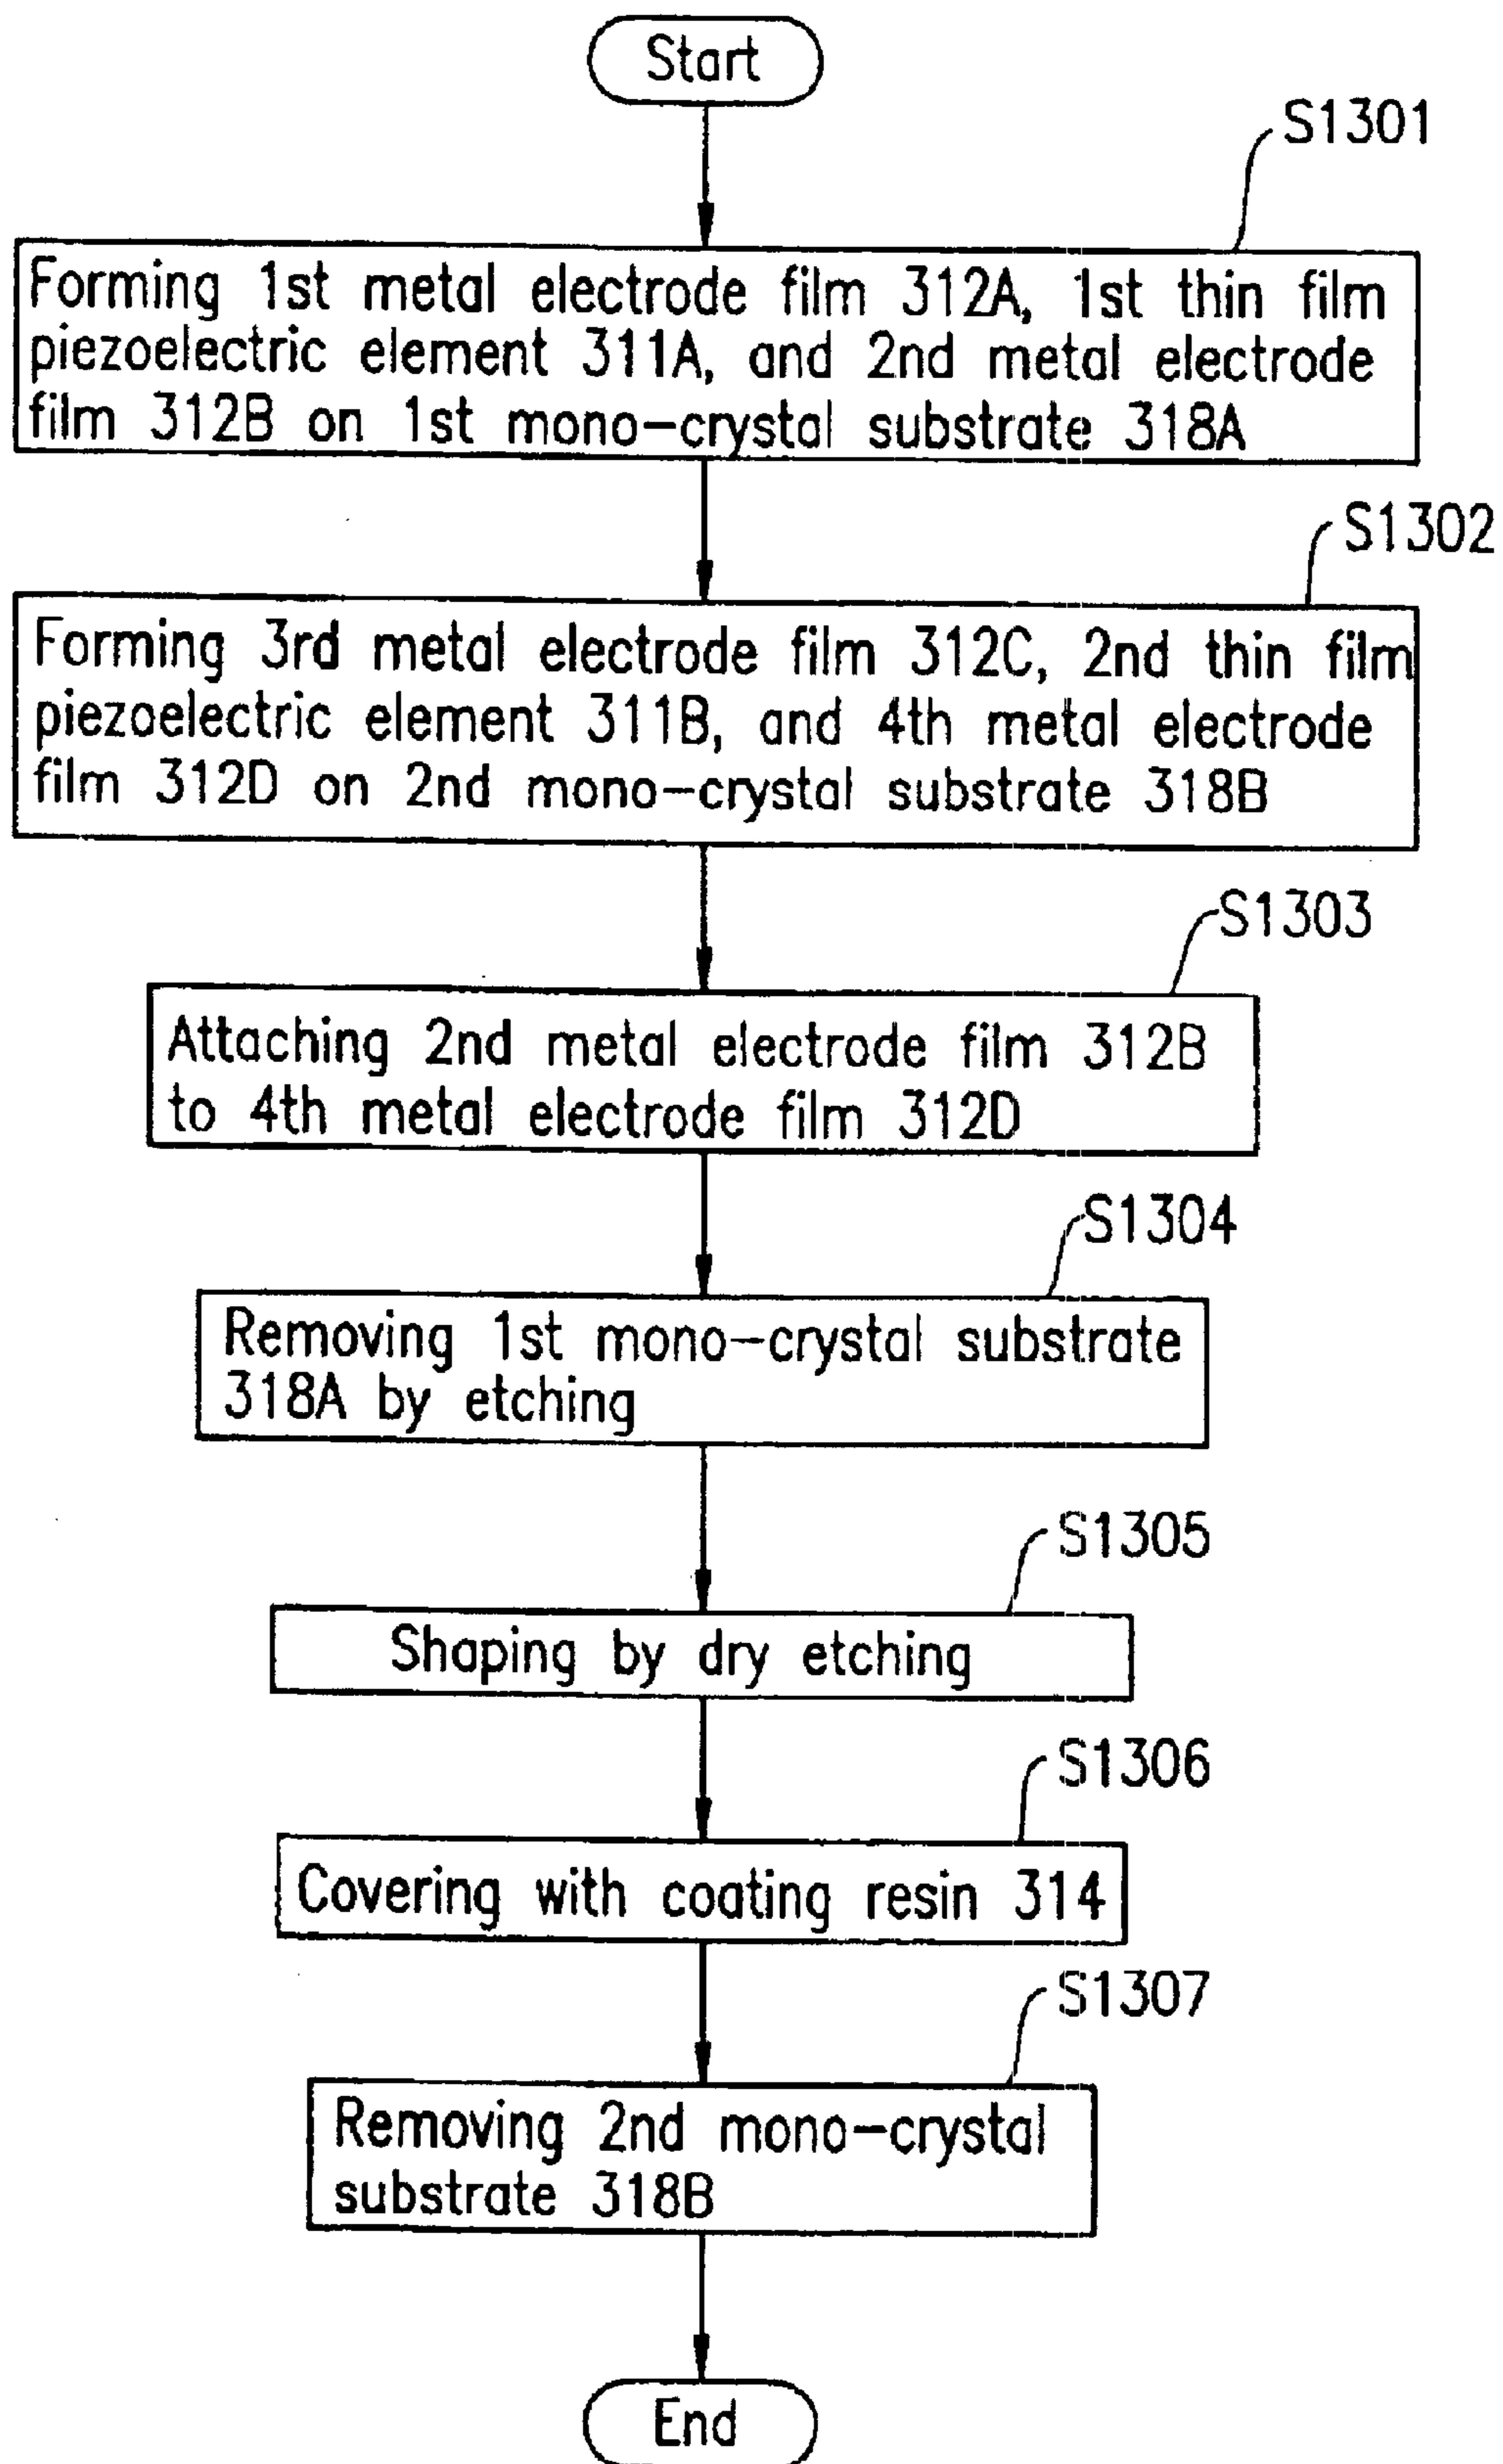 Start
S1301
Forming 1st metal electrode film 312A, 1st thin film
piezoelectric element 311A, and 2nd metal electrode
film 312B on 1st mono-crystal substrate 318A
S1302
Forming 3rd metal electrode film 312C, 2nd thin film
piezoelectric element 311B, and 4th metal electrode
film 312D on 2nd mono-crystal substrate 318B
S1303
Attaching 2nd metal electrode film 312B
to 4th metal electrode film 312D
S1304
Removing 1st mono-crystal substrate
318A by etching
S1305
Shaping by dry etching
S1306
Covering with coating resin 314
S1307
Removing 2nd mono-crystal
substrate 318B
End